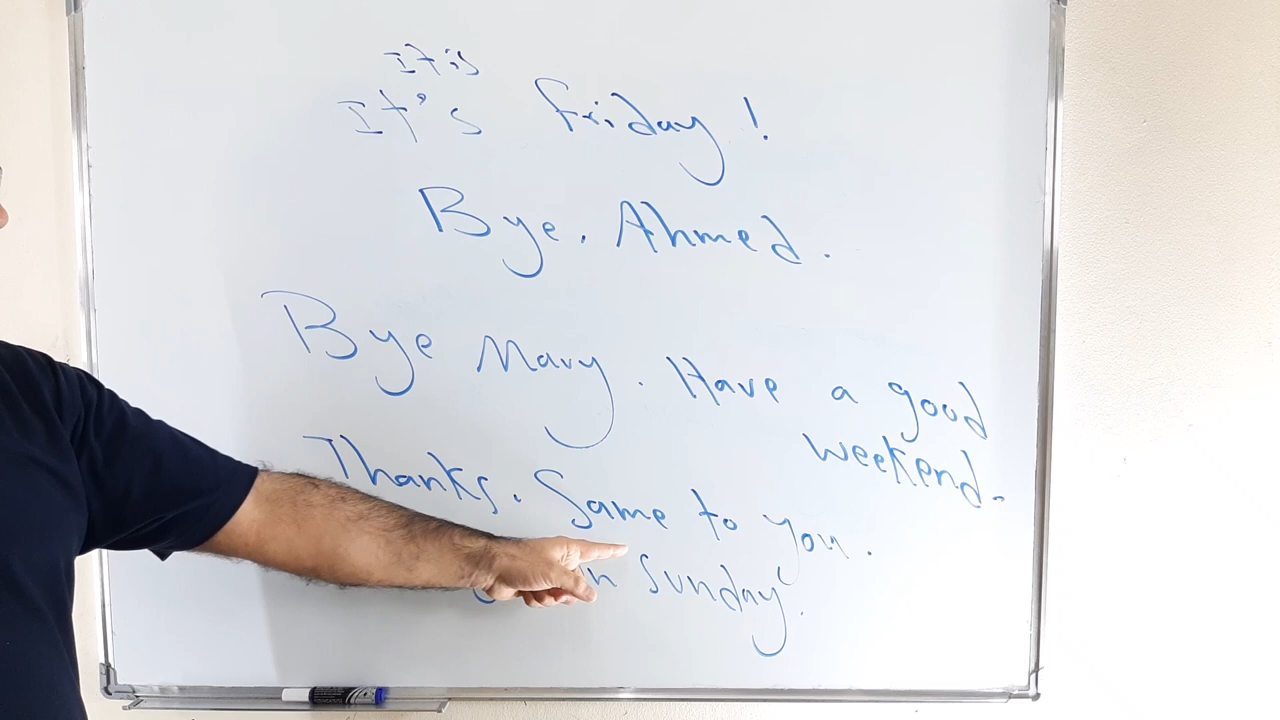 It is
It's friday!
Bye. Ahmed.
Bye Mary. Have a good
weekend.
Thanks. Same to you.
sunday.